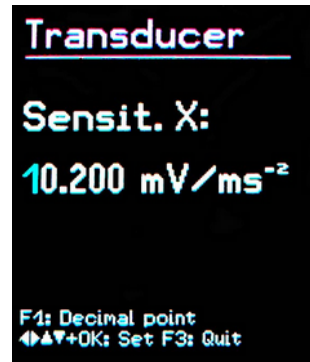 Transducer
Sensit. X:
10.200 mV/ms⁻²
F1: Decimal point
◀▶▲▼+OK: Set F3: Quit